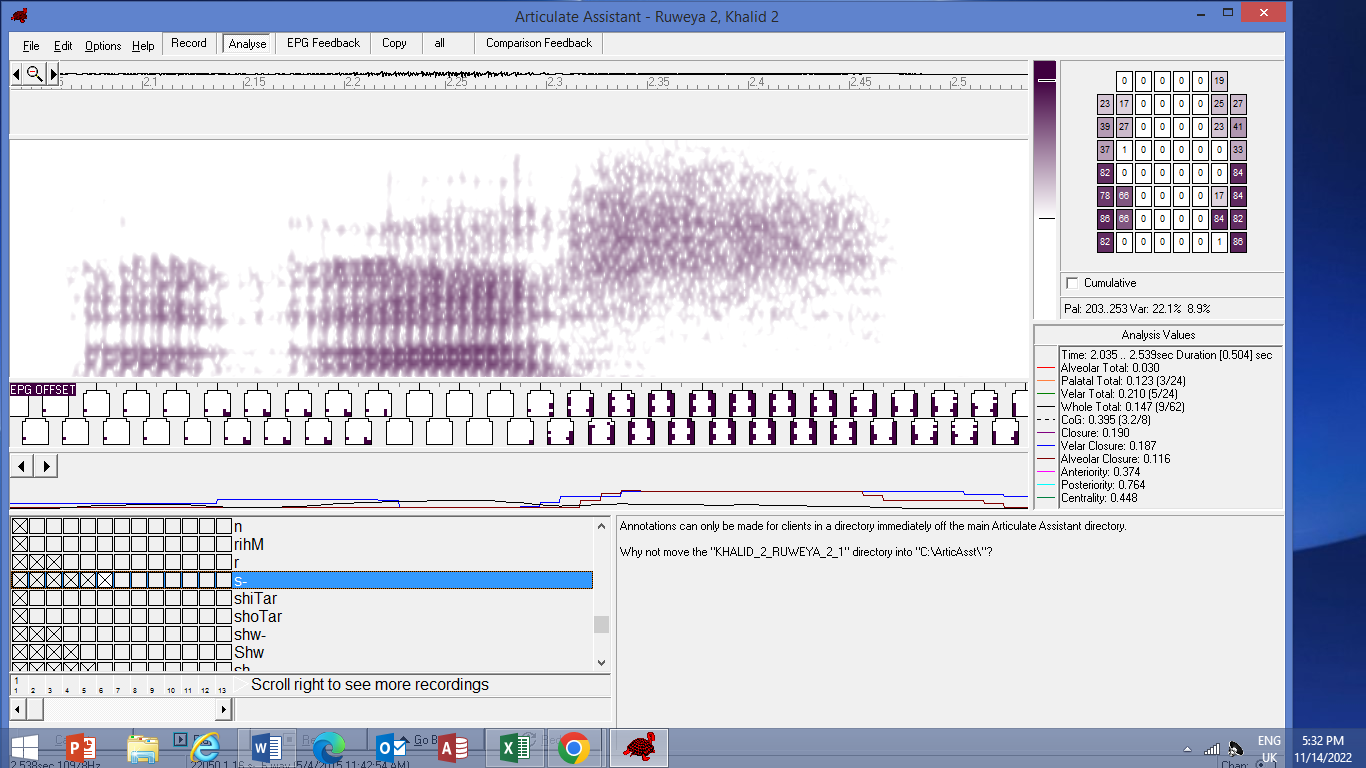 Articulate Assistant - Ruweya 2, Khalid 2
File Edit Options Help Record Analyse EPG Feedback Copy all Comparison Feedback
2.1 2.15 2.2 2.25 2.3 2.35 2.4 2.45 2.5
0 0 0 0 0 19
23 17 0 0 0 0 25 27
39 27 0 0 0 0 23 41
37 1 0 0 0 0 0 33
82 0 0 0 0 0 0 84
78 66 0 0 0 0 17 84
86 66 0 0 0 0 84 82
82 0 0 0 0 0 1 86
Cumulative
Pal: 203..253 Var: 22.1% 8.9%
Analysis Values
Time: 2.035 .. 2.539sec Duration [0.504] sec
Alveolar Total: 0.030
Palatal Total: 0.123 (3/24)
Velar Total: 0.210 (5/24)
Whole Total: 0.147 (9/62)
CoG: 0.395 (3.2/8)
Closure: 0.190
Velar Closure: 0.187
Alveolar Closure: 0.116
Anteriority: 0.374
Posteriority: 0.764
Centrality: 0.448
EPG OFFSET
n
rihM
r
s-
shiTar
shoTar
shw-
Shw
sh
1
1 2 3 4 5 6 7 8 9 10 11 12 13
Scroll right to see more recordings
Annotations can only be made for clients in a directory immediately off the main Articulate Assistant directory.
Why not move the "KHALID_2_RUWEYA_2_1" directory into "C:\ArticAsst\"?
Go B
ENG
UK
5:32 PM
11/14/2022
2.538sec 10978Hz
Chan: